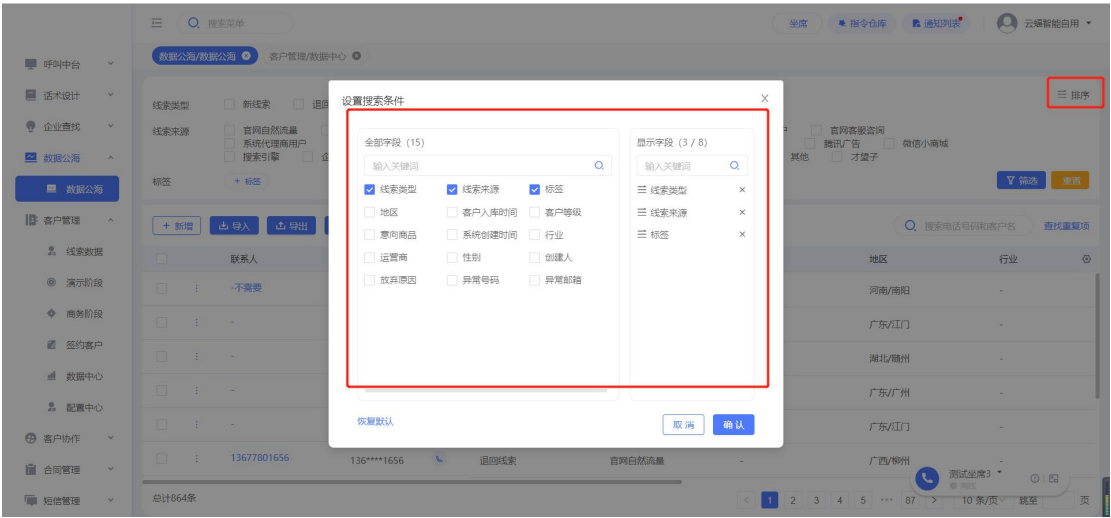 搜索菜单
坐席
指令仓库
通知列表
云蝠智能自用
数据公海/数据公海
客户管理/数据中心
呼叫中台
话术设计
企业查找
数据公海
数据公海
客户管理
线索数据
演示阶段
商务阶段
签约客户
数据中心
配置中心
客户协作
合同管理
短信管理
线索类型
新线索
退回
排序
线索来源
官网自然流量
系统代理商用户
搜索引擎
官网客服咨询
腾讯广告
微信小商城
其他
才望子
标签
+ 标签
筛选
重置
+ 新增
导入
导出
搜索电话号码和客户名
查找重复项
联系人
地区
行业
-不需要
河南/南阳
-
-
广东/江门
-
-
湖北/随州
-
-
广东/广州
-
-
广东/江门
-
13677801656
136****1656
退回线索
官网自然流量
-
广西/柳州
-
设置搜索条件
全部字段 (15)
输入关键词
线索类型 线索来源 标签
地区 客户入库时间 客户等级
意向商品 系统创建时间 行业
运营商 性别 创建人
放弃原因 异常号码 异常邮箱
显示字段 (3 / 8)
输入关键词
线索类型
线索来源
标签
恢复默认
取消
确认
测试坐席3
离线
总计864条
1 2 3 4 5 ··· 87
10 条/页
跳至
页